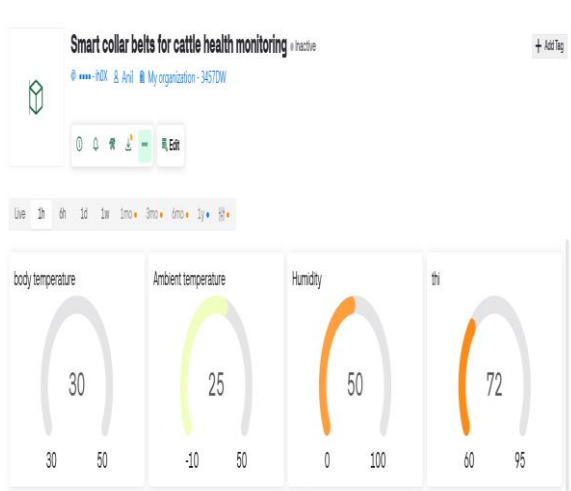 Smart collar belts for cattle health monitoring • Inactive
+ Add Tag
Anil My organization - 3457DW
Edit
Live 1h 6h 1d 1w 1mo 3mo 6mo 1y
body temperature
30
30 50
Ambient temperature
25
-10 50
Humidity
50
0 100
thi
72
60 95